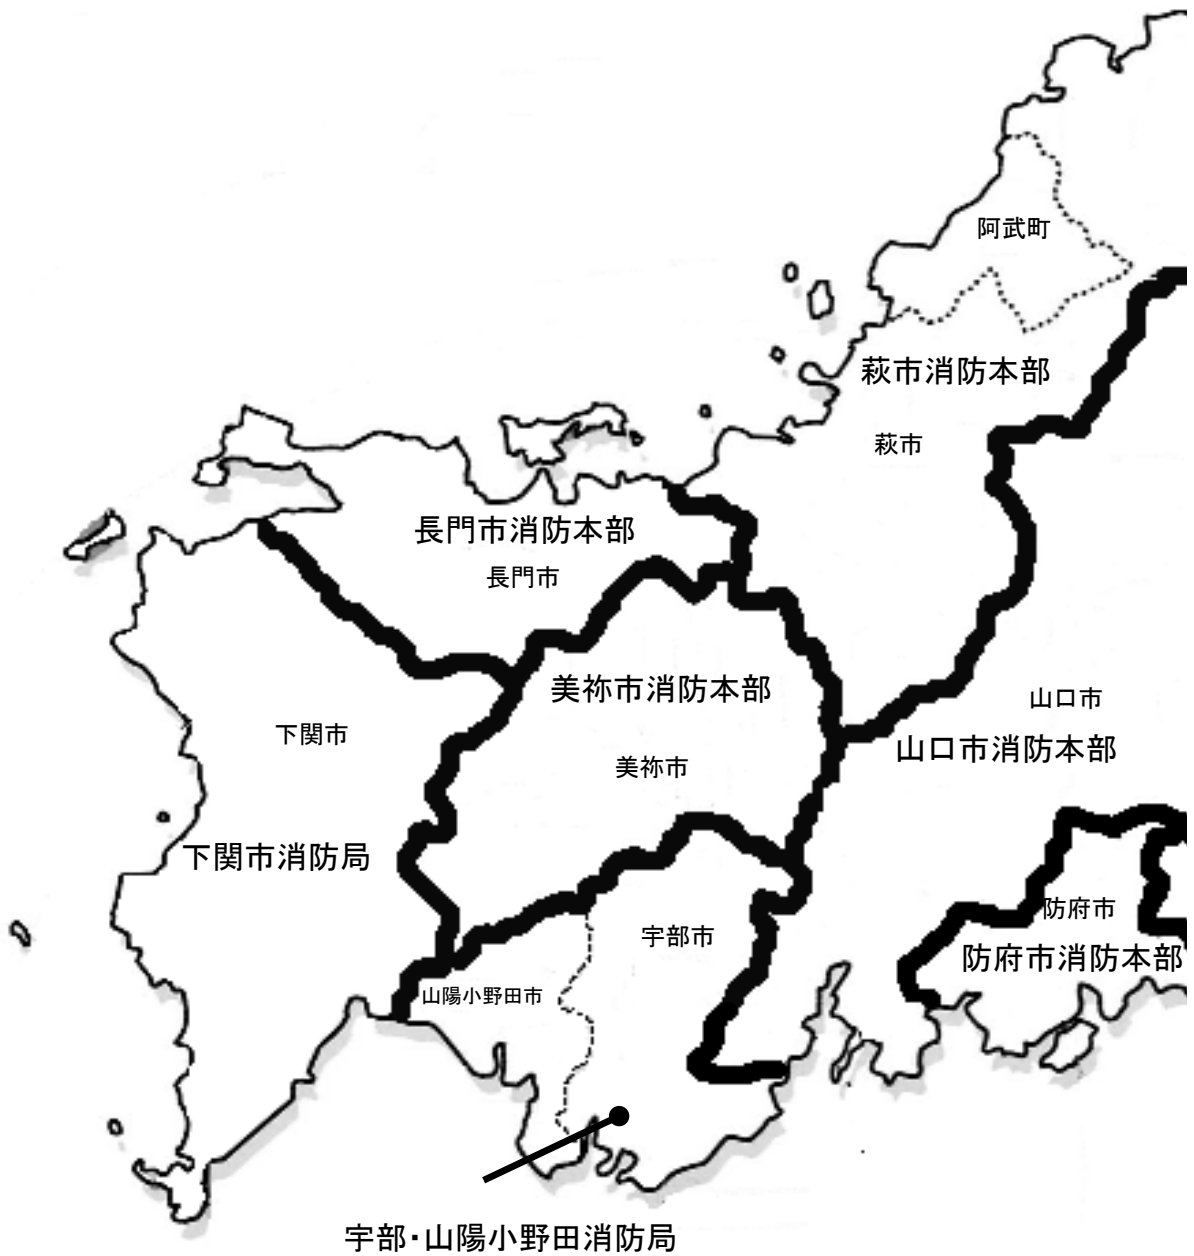 阿武町
萩市消防本部
萩市
長門市消防本部
長門市
美祢市消防本部
山口市
下関市
山口市消防本部
美祢市
下関市消防局
防府市
宇部市
防府市消防本部
山陽小野田市
宇部・山陽小野田消防局